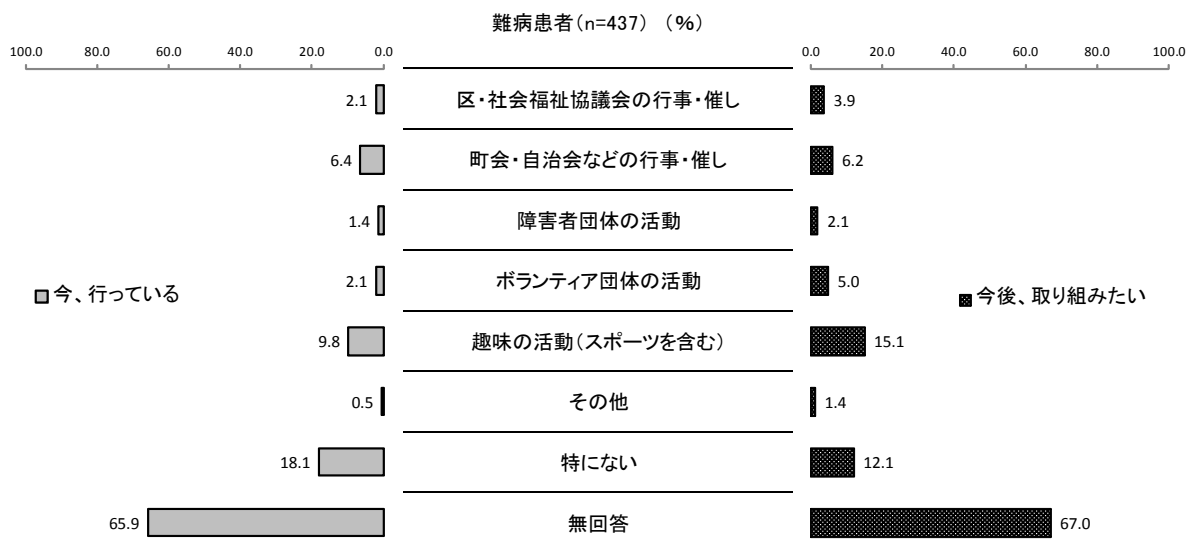 難病患者(n=437) (%)
100.0 80.0 60.0 40.0 20.0 0.0 0.0 20.0 40.0 60.0 80.0 100.0
2.1 区・社会福祉協議会の行事・催し 3.9
6.4 町会・自治会などの行事・催し 6.2
1.4 障害者団体の活動 2.1
2.1 ボランティア団体の活動 5.0
今、行っている 今後、取り組みたい
9.8 趣味の活動(スポーツを含む) 15.1
0.5 その他 1.4
18.1 特にない 12.1
65.9 無回答 67.0